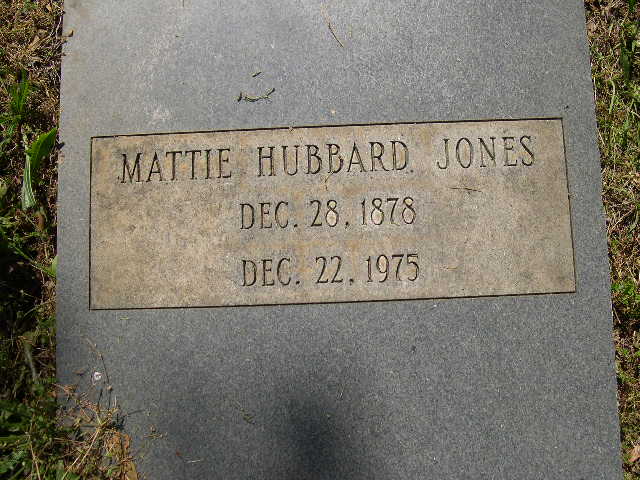 MATTIE HUBBARD JONES
DEC. 28, 1878
DEC. 22, 1975